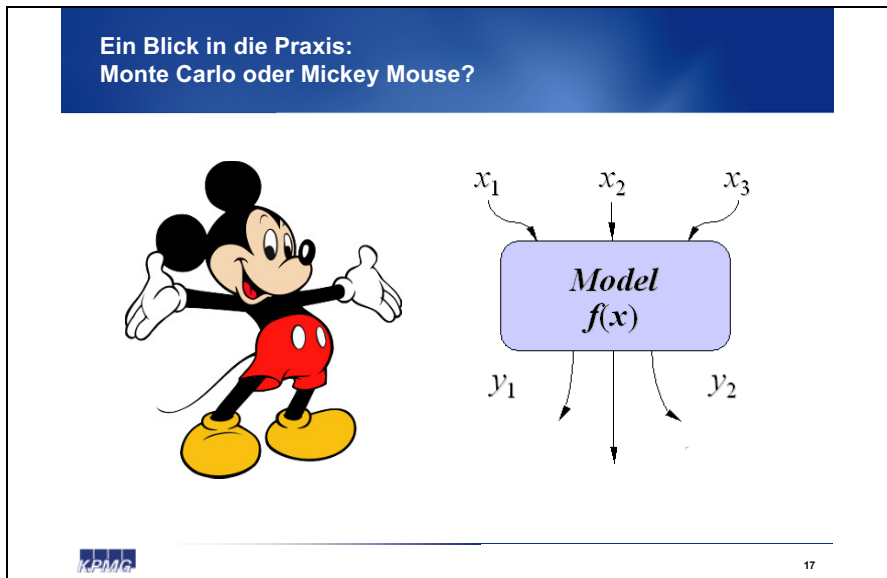 Ein Blick in die Praxis:
Monte Carlo oder Mickey Mouse?
x₁ x₂ x₃
Model
f(x)
y₁ y₂
KPMG
17